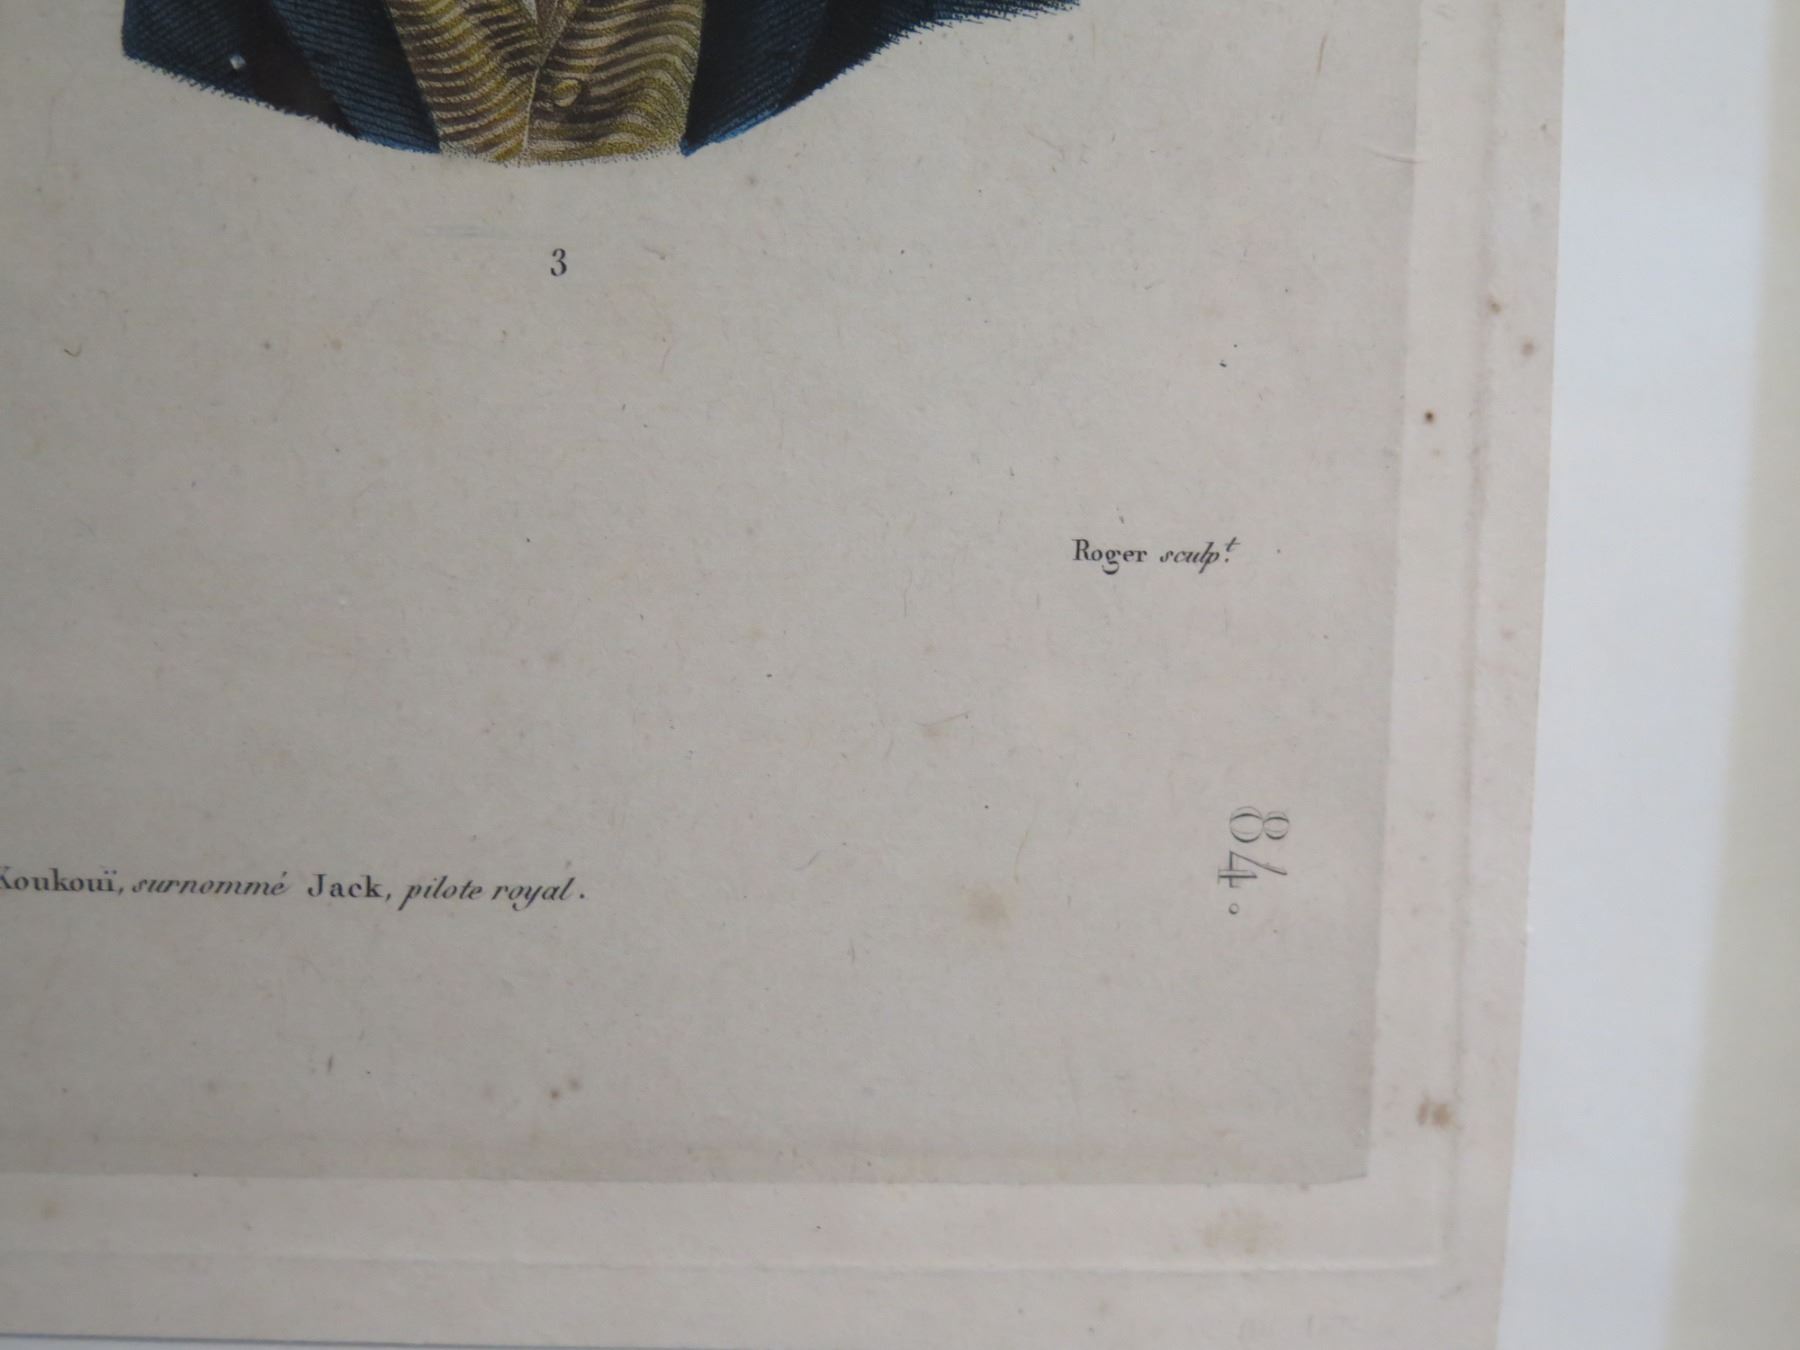 3
Roger sculp.t
84.
Koukouï, surnommé Jack, pilote royal.